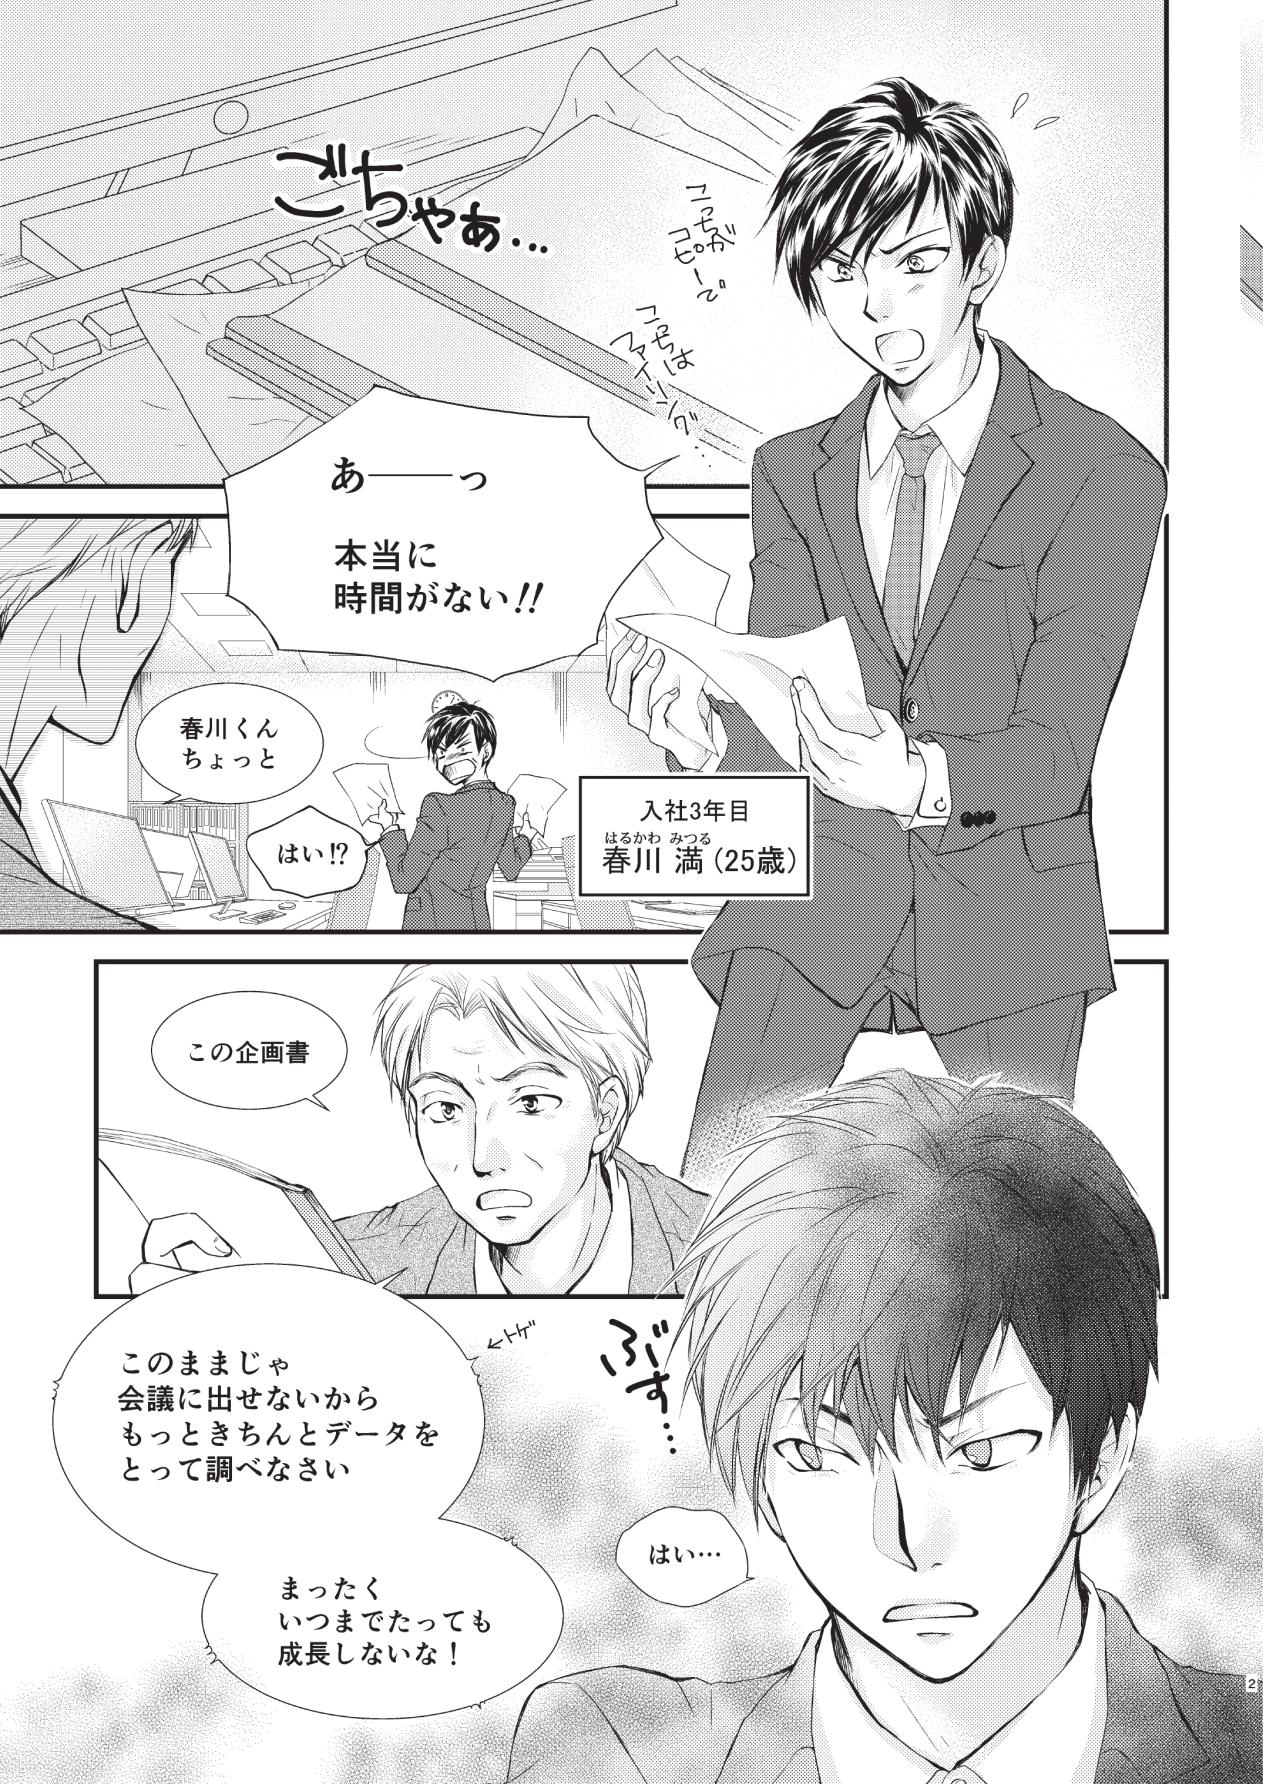 ごちゃあ…
こっちが
コピーで
こっちは
ファイリング…
あ──っ
本当に
時間がない!!
入社3年目
はるかわ みつる
春川 満(25歳)
春川くん
ちょっと
はい!?
この企画書
このままじゃ
会議に出せないから
もっときちんとデータを
とって調べなさい
←トゲ
まったく
いつまでたっても
成長しないな!
ぶす…
はい…
2